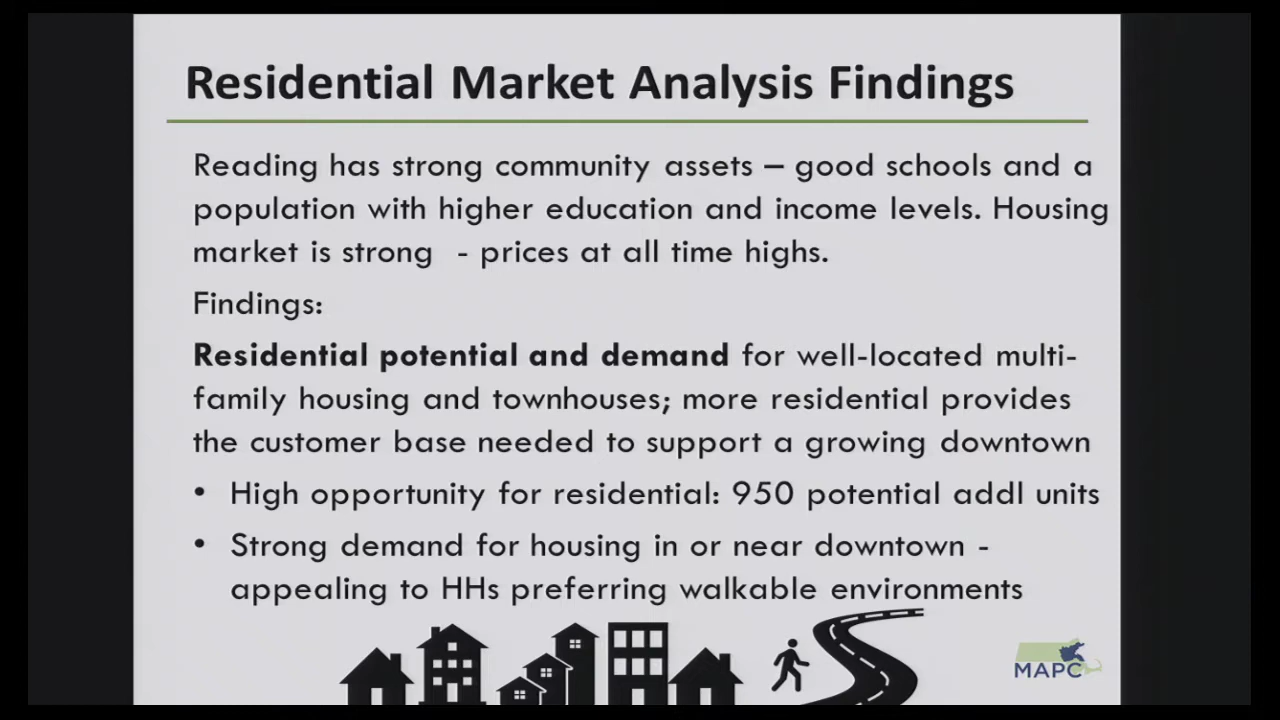 Residential Market Analysis Findings
Reading has strong community assets – good schools and a
population with higher education and income levels. Housing
market is strong  - prices at all time highs.
Findings:
Residential potential and demand for well-located multi-
family housing and townhouses; more residential provides
the customer base needed to support a growing downtown
• High opportunity for residential: 950 potential addl units
• Strong demand for housing in or near downtown -
appealing to HHs preferring walkable environments
MAPC